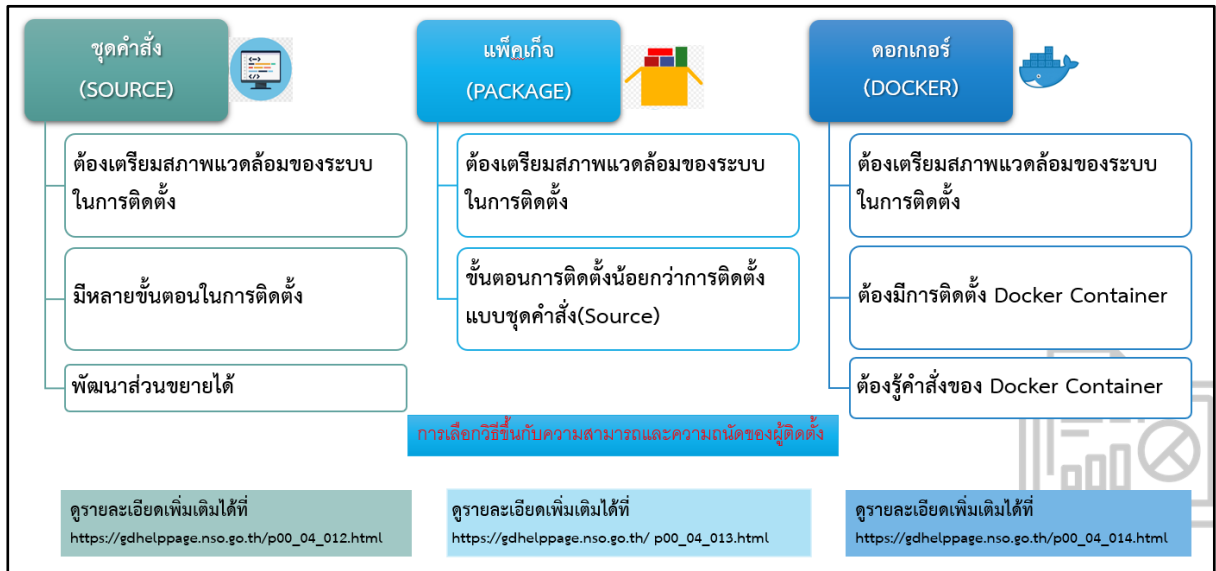 ชุดคำสั่ง
(SOURCE)
ต้องเตรียมสภาพแวดล้อมของระบบ
ในการติดตั้ง
มีหลายขั้นตอนในการติดตั้ง
พัฒนาส่วนขยายได้
แพ็คเก็จ
(PACKAGE)
ต้องเตรียมสภาพแวดล้อมของระบบ
ในการติดตั้ง
ขั้นตอนการติดตั้งน้อยกว่าการติดตั้ง
แบบชุดคำสั่ง(Source)
ดอกเกอร์
(DOCKER)
ต้องเตรียมสภาพแวดล้อมของระบบ
ในการติดตั้ง
ต้องมีการติดตั้ง Docker Container
ต้องรู้คำสั่งของ Docker Container
การเลือกวิธีขึ้นกับความสามารถและความถนัดของผู้ติดตั้ง
ดูรายละเอียดเพิ่มเติมได้ที่
https://gdhelppage.nso.go.th/p00_04_012.html
ดูรายละเอียดเพิ่มเติมได้ที่
https://gdhelppage.nso.go.th/ p00_04_013.html
ดูรายละเอียดเพิ่มเติมได้ที่
https://gdhelppage.nso.go.th/p00_04_014.html